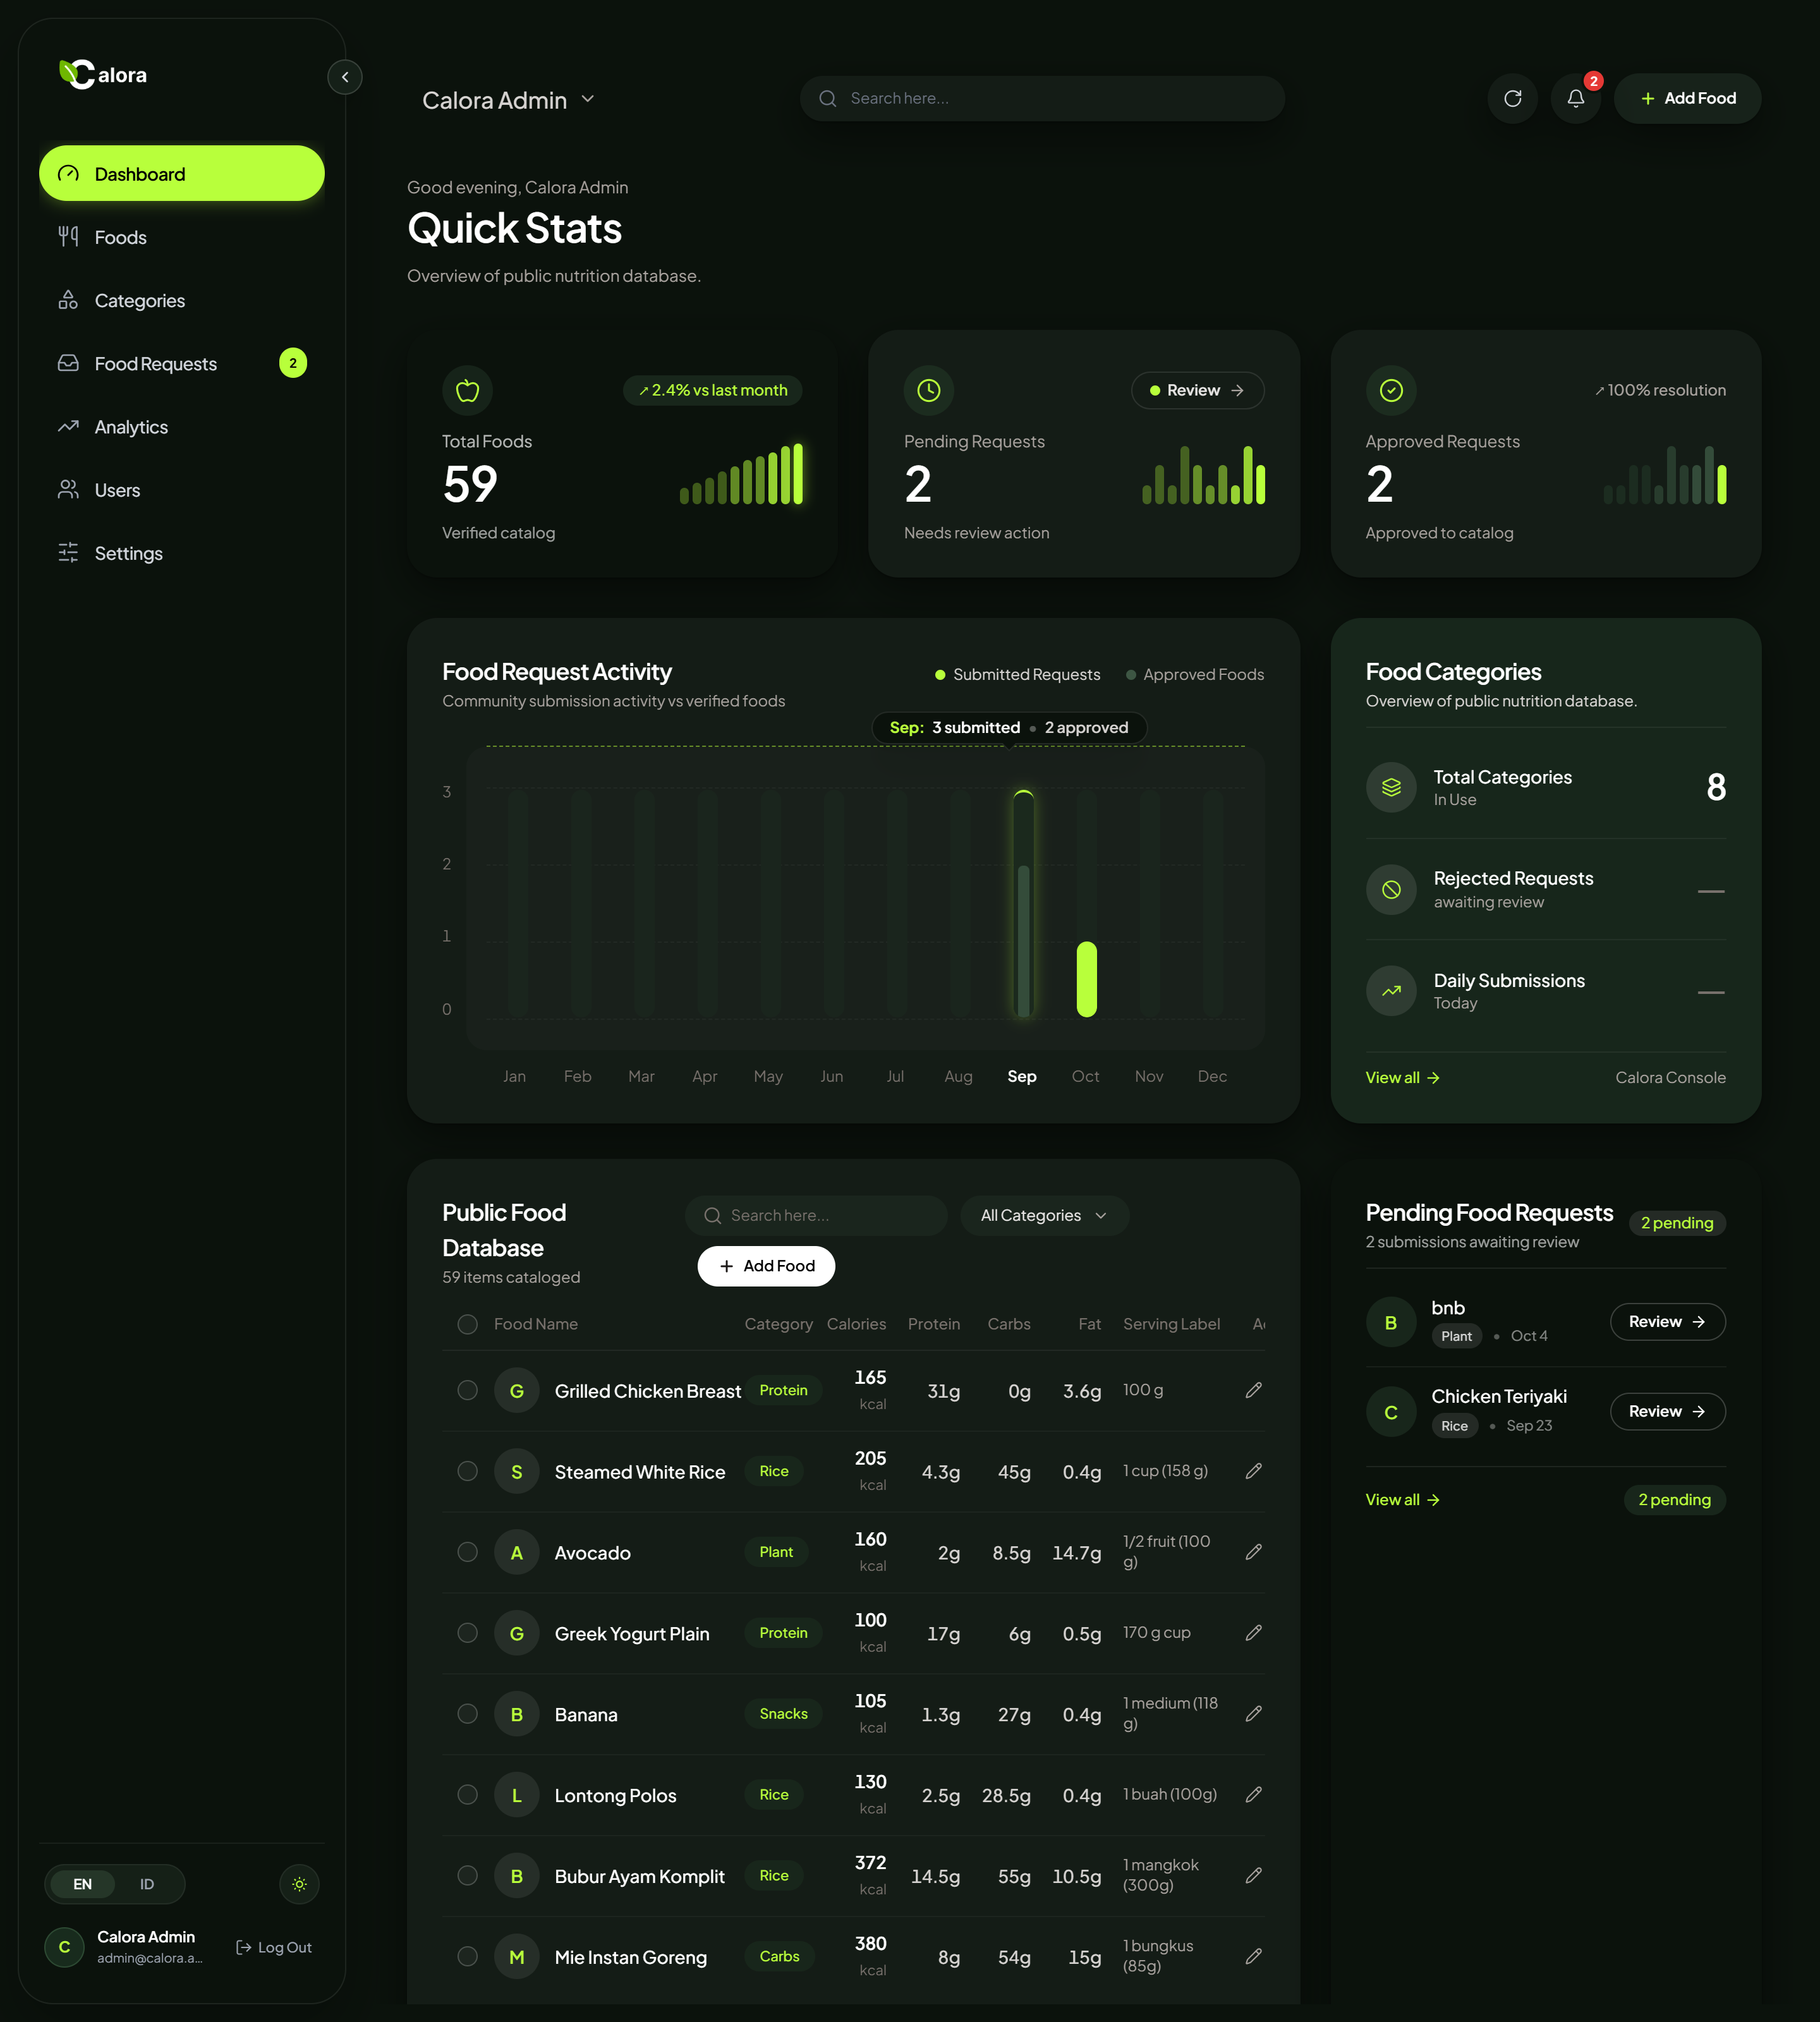 Calora
Dashboard
Foods
Categories
Food Requests 2
Analytics
Users
Settings
EN ID
C Calora Admin
admin@calora.a...
Log Out
Calora Admin
Search here...
2
+ Add Food
Good evening, Calora Admin
Quick Stats
Overview of public nutrition database.
↗ 2.4% vs last month
Total Foods
59
Verified catalog
Review →
Pending Requests
2
Needs review action
↗ 100% resolution
Approved Requests
2
Approved to catalog
Food Request Activity
Community submission activity vs verified foods
Submitted Requests Approved Foods
Sep: 3 submitted • 2 approved
3
2
1
0
Jan Feb Mar Apr May Jun Jul Aug Sep Oct Nov Dec
Food Categories
Overview of public nutrition database.
Total Categories
In Use
8
Rejected Requests
awaiting review
—
Daily Submissions
Today
—
View all →
Calora Console
Public Food
Database
59 items cataloged
Search here...
All Categories
+ Add Food
Food Name Category Calories Protein Carbs Fat Serving Label
G Grilled Chicken Breast Protein 165 kcal 31g 0g 3.6g 100 g
S Steamed White Rice Rice 205 kcal 4.3g 45g 0.4g 1 cup (158 g)
A Avocado Plant 160 kcal 2g 8.5g 14.7g 1/2 fruit (100 g)
G Greek Yogurt Plain Protein 100 kcal 17g 6g 0.5g 170 g cup
B Banana Snacks 105 kcal 1.3g 27g 0.4g 1 medium (118 g)
L Lontong Polos Rice 130 kcal 2.5g 28.5g 0.4g 1 buah (100g)
B Bubur Ayam Komplit Rice 372 kcal 14.5g 55g 10.5g 1 mangkok (300g)
M Mie Instan Goreng Carbs 380 kcal 8g 54g 15g 1 bungkus (85g)
Pending Food Requests
2 submissions awaiting review
2 pending
B bnb
Plant • Oct 4
Review →
C Chicken Teriyaki
Rice • Sep 23
Review →
View all →
2 pending